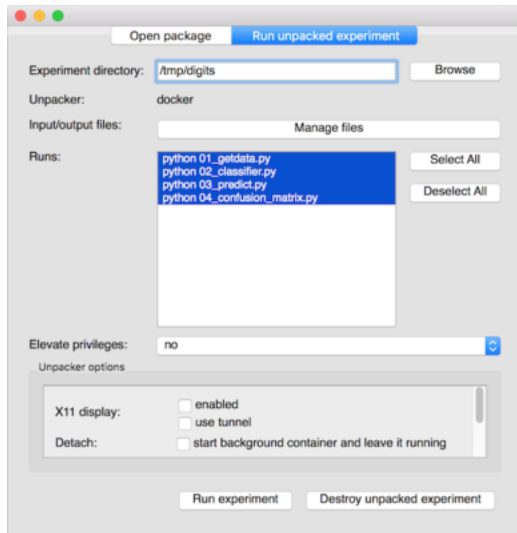 Open package Run unpacked experiment
Experiment directory: /tmp/digits Browse
Unpacker: docker
Input/output files: Manage files
Runs: python 01_getdata.py Select All
python 02_classifier.py
python 03_predict.py Deselect All
python 04_confusion_matrix.py
Elevate privileges: no
Unpacker options
X11 display: enabled
use tunnel
Detach: start background container and leave it running
Run experiment Destroy unpacked experiment